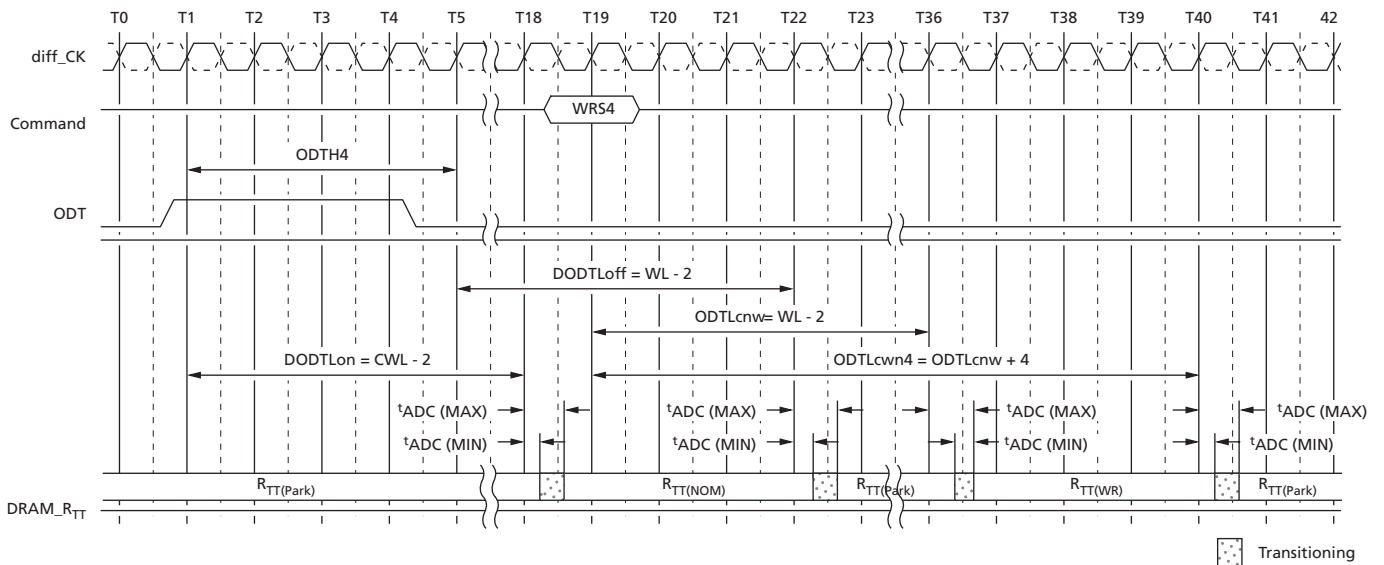 T0 T1 T2 T3 T4 T5 T18 T19 T20 T21 T22 T23 T36 T37 T38 T39 T40 T41 42
diff_CK
Command
WRS4
ODTH4
ODT
DODTLoff = WL - 2
ODTLcnw= WL - 2
DODTLon = CWL - 2
ODTLcwn4 = ODTLcnw + 4
tADC (MAX) tADC (MAX) tADC (MAX) tADC (MAX)
tADC (MIN) tADC (MIN) tADC (MIN) tADC (MIN)
RTT(Park) RTT(NOM) RTT(Park) RTT(WR) RTT(Park)
DRAM_RTT
Transitioning